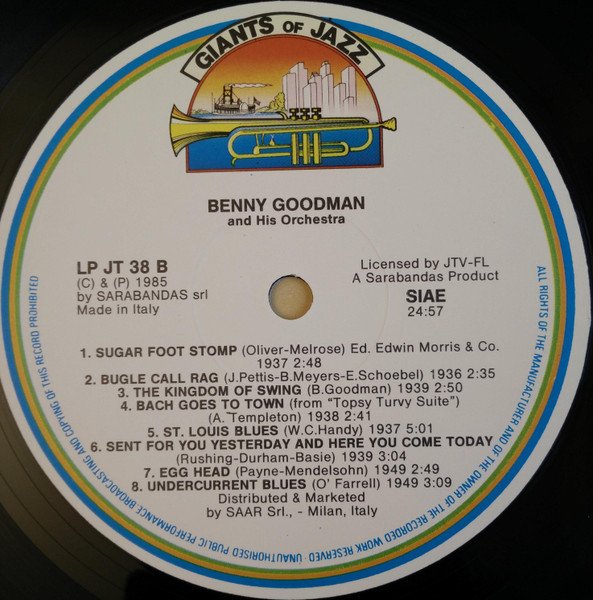 GIANTS OF JAZZ
BENNY GOODMAN
and His Orchestra
LP JT 38 B
(C) & (P) 1985
by SARABANDAS srl
Made in Italy
Licensed by JTV-FL
A Sarabandas Product
SIAE
24:57
1. SUGAR FOOT STOMP (Oliver-Melrose) Ed. Edwin Morris & Co.
1937 2:48
2. BUGLE CALL RAG (J.Pettis-B.Meyers-E.Schoebel) 1936 2:35
3. THE KINGDOM OF SWING (B.Goodman) 1939 2:50
4. BACH GOES TO TOWN (from "Topsy Turvy Suite")
(A. Templeton) 1938 2:41
5. ST. LOUIS BLUES (W.C.Handy) 1937 5:01
6. SENT FOR YOU YESTERDAY AND HERE YOU COME TODAY
(Rushing-Durham-Basie) 1939 3:04
7. EGG HEAD (Payne-Mendelsohn) 1949 2:49
8. UNDERCURRENT BLUES (O' Farrell) 1949 3:09
Distributed & Marketed
by SAAR Srl., - Milan, Italy
ALL RIGHTS OF THE MANUFACTURER AND OF THE OWNER OF THE RECORDED WORK RESERVED - UNAUTHORISED PUBLIC PERFORMANCE BROADCASTING AND COPYING OF THIS RECORD PROHIBITED